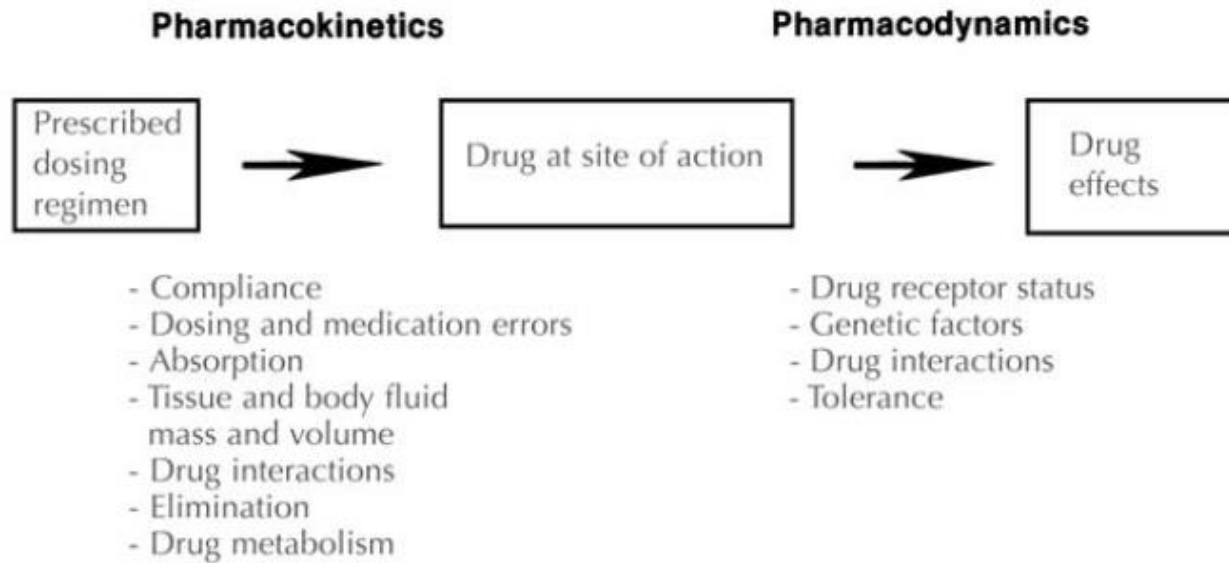 Pharmacokinetics
Pharmacodynamics
Prescribed
dosing
regimen
Drug at site of action
Drug
effects
- Compliance
- Dosing and medication errors
- Absorption
- Tissue and body fluid
mass and volume
- Drug interactions
- Elimination
- Drug metabolism
- Drug receptor status
- Genetic factors
- Drug interactions
- Tolerance